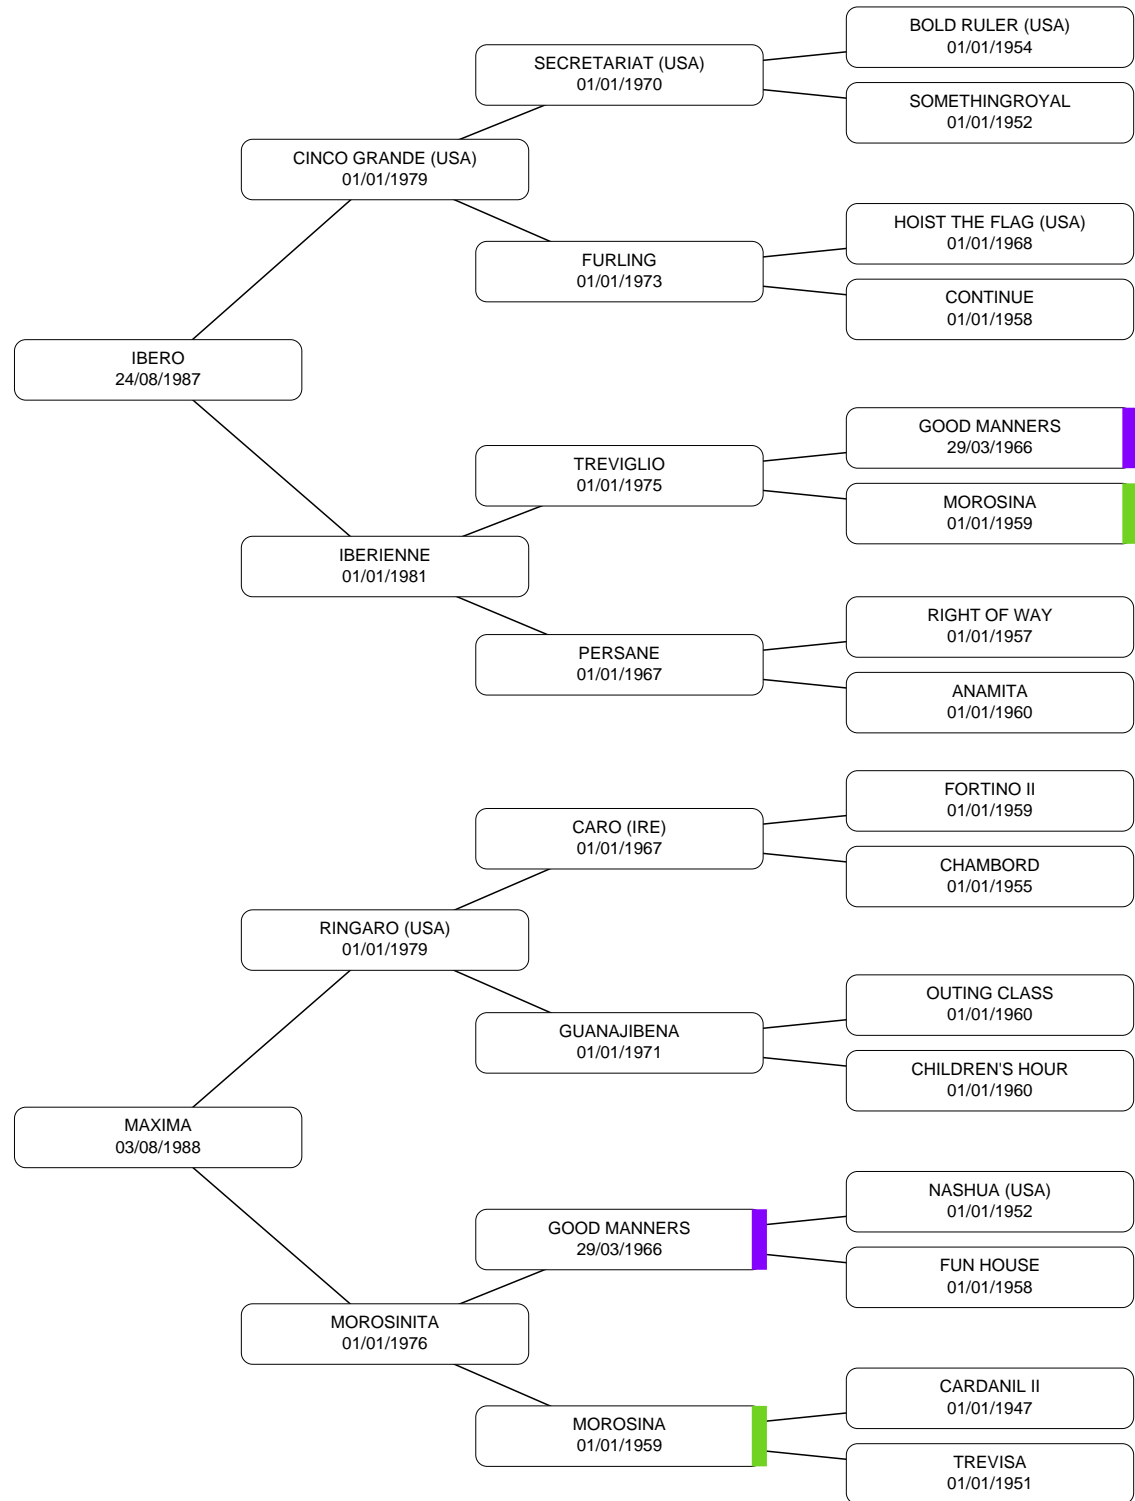 BOLD RULER (USA)
01/01/1954
SECRETARIAT (USA)
01/01/1970
SOMETHINGROYAL
01/01/1952
CINCO GRANDE (USA)
01/01/1979
HOIST THE FLAG (USA)
01/01/1968
FURLING
01/01/1973
CONTINUE
01/01/1958
IBERO
24/08/1987
GOOD MANNERS
29/03/1966
TREVIGLIO
01/01/1975
MOROSINA
01/01/1959
IBERIENNE
01/01/1981
RIGHT OF WAY
01/01/1957
PERSANE
01/01/1967
ANAMITA
01/01/1960
FORTINO II
01/01/1959
CARO (IRE)
01/01/1967
CHAMBORD
01/01/1955
RINGARO (USA)
01/01/1979
OUTING CLASS
01/01/1960
GUANAJIBENA
01/01/1971
CHILDREN'S HOUR
01/01/1960
MAXIMA
03/08/1988
NASHUA (USA)
01/01/1952
GOOD MANNERS
29/03/1966
FUN HOUSE
01/01/1958
MOROSINITA
01/01/1976
CARDANIL II
01/01/1947
MOROSINA
01/01/1959
TREVISA
01/01/1951